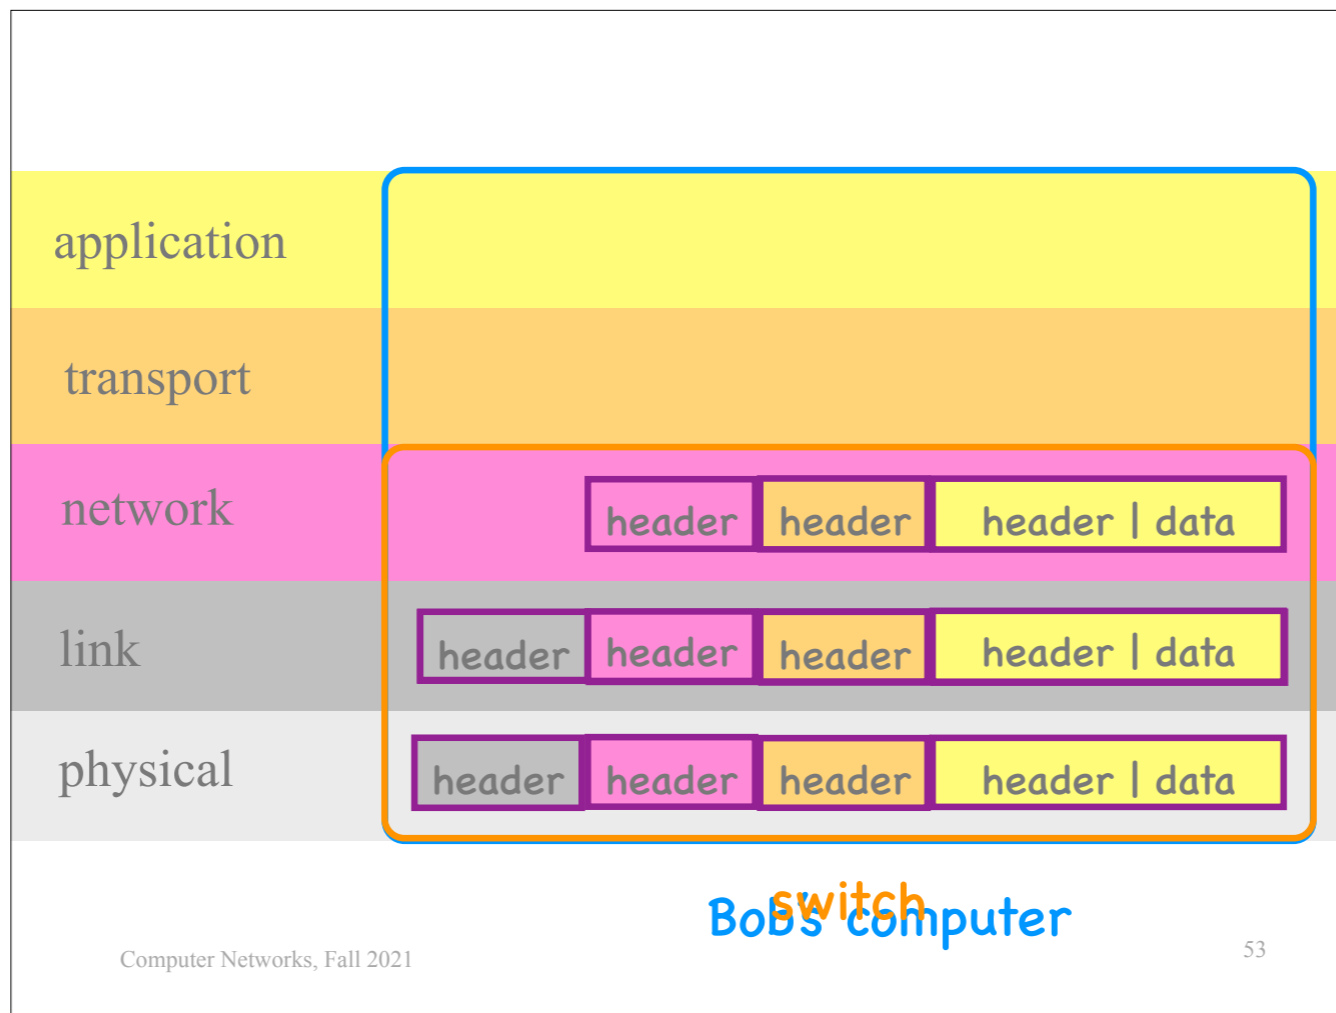 application
transport
network
header header header | data
link
header header header header | data
physical
header header header header | data
switch
Bob's computer
Computer Networks, Fall 2021
53